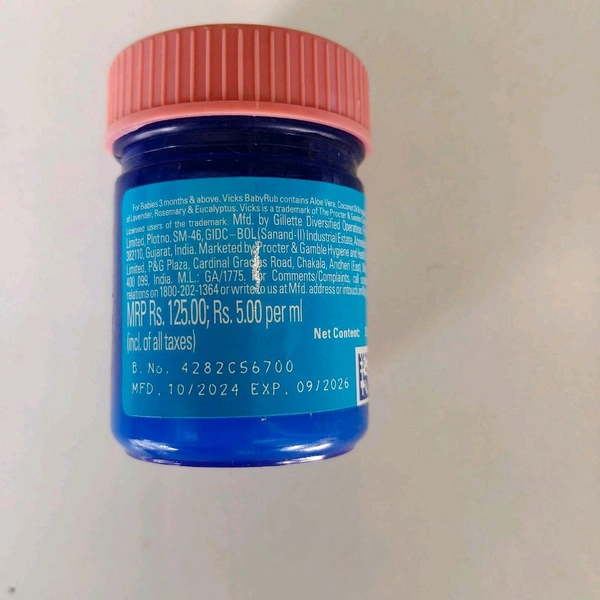 For Babies 3 months & above. Vicks BabyRub contains Aloe Vera, Coconut
of Lavender, Rosemary & Eucalyptus. Vicks is a trademark of The Procter & Gamble
Licensed users of the trademark. Mfd. by Gillette Diversified Operations
Limited, Plot no. SM-46, GIDC-BOL (Sanand-II) Industrial Estate,
382110, Gujarat, India. Marketed by Procter & Gamble Hygiene and
Limited, P&G Plaza, Cardinal Gracias Road, Chakala, Andheri (East),
400 099, India. M.L.: GA/1775. For Comments/Complaints, call
relations on 1800-202-1364 or write to us at Mfd. address or
MRP Rs. 125.00; Rs. 5.00 per ml
(incl. of all taxes)
Net Content:
B. No. 4282C56700
MFD. 10/2024 EXP. 09/2026